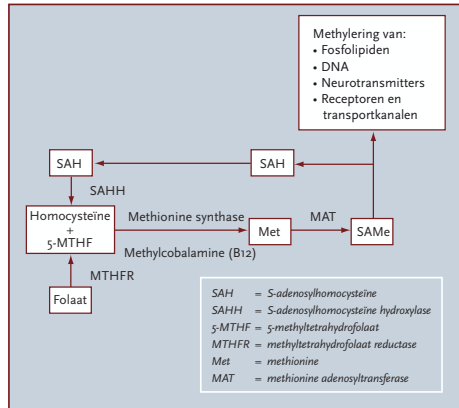 Methylering van:
• Fosfolipiden
• DNA
• Neurotransmitters
• Receptoren en
transportkanalen
SAH
SAH
SAHH
Homocysteïne
+
5-MTHF
Methionine synthase
Methylcobalamine (B12)
Met
MAT
SAMe
MTHFR
Folaat
SAH = S-adenosylhomocysteïne
SAHH = S-adenosylhomocysteïne hydroxylase
5-MTHF = 5-methyltetrahydrofolaat
MTHFR = methyltetrahydrofolaat reductase
Met = methionine
MAT = methionine adenosyltransferase